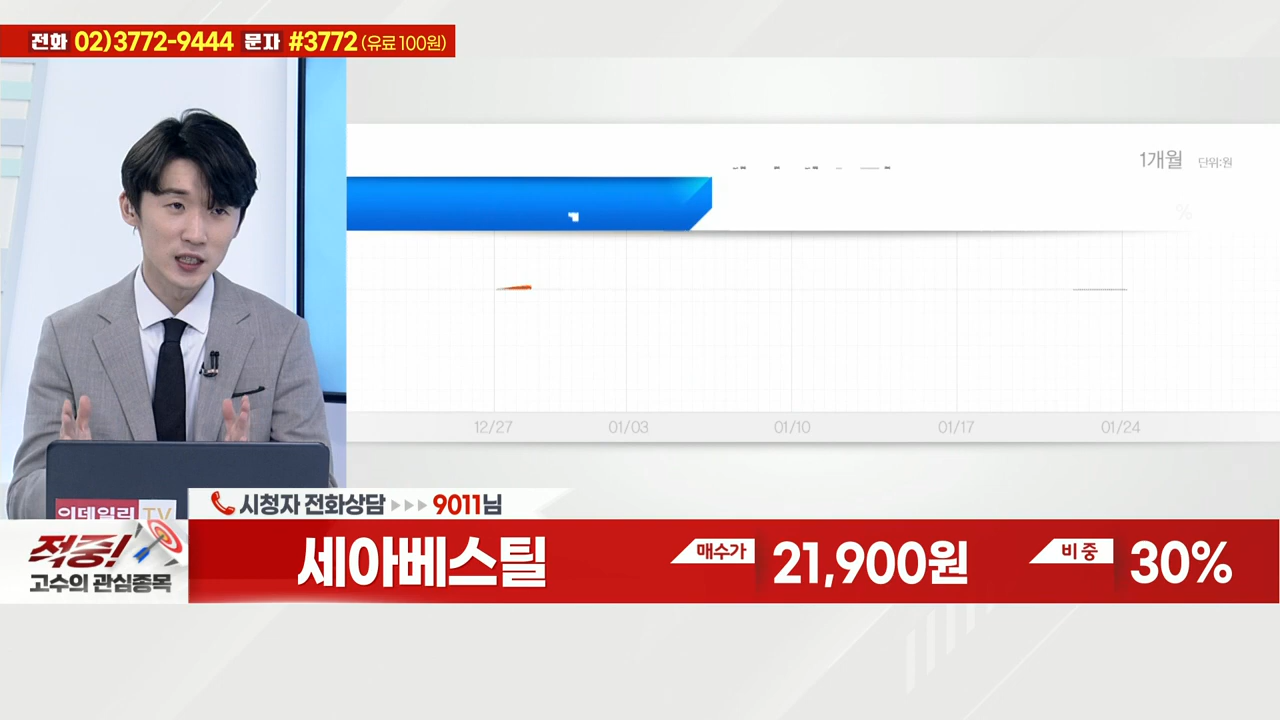 전화 02)3772-9444 문자 #3772 (유료 100원)
1개월 단위:원
%
12/27 01/03 01/10 01/17 01/24
시청자 전화상담 ▶▶▶ 9011님
이데일리 TV
적중!
고수의 관심종목
세아베스틸 매수가 21,900원 비중 30%